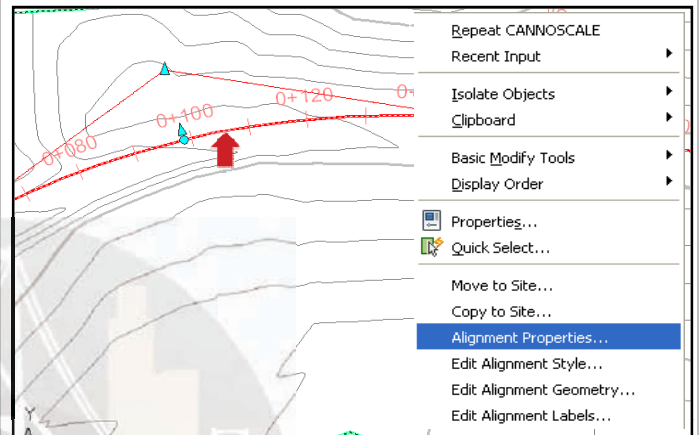 Repeat CANNOSCALE
Recent Input
Isolate Objects
Clipboard
Basic Modify Tools
Display Order
Properties...
Quick Select...
Move to Site...
Copy to Site...
Alignment Properties...
Edit Alignment Style...
Edit Alignment Geometry...
Edit Alignment Labels...
0+080
0+100
0+120
0+
Y